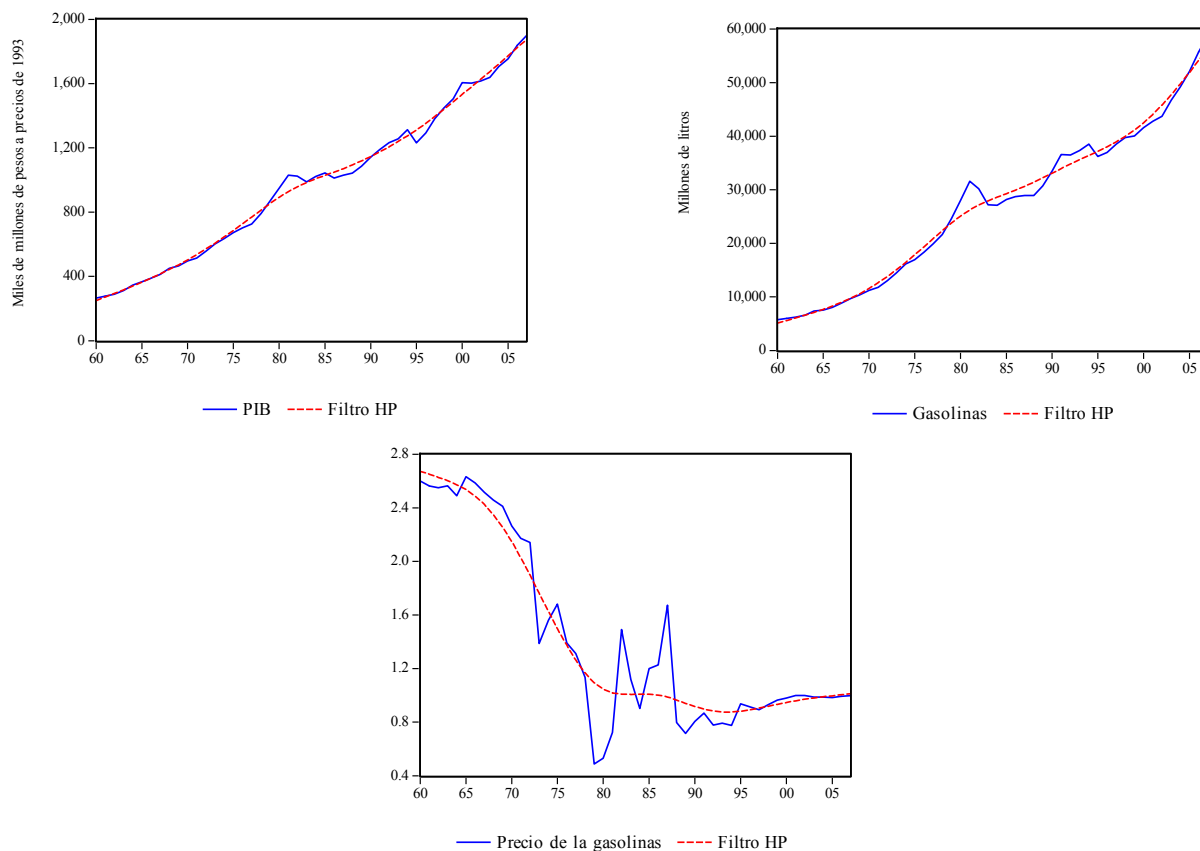 Miles de millones de pesos a precios de 1993
2,000
1,600
1,200
800
400
0
60 65 70 75 80 85 90 95 00 05
PIB Filtro HP
Millones de litros
60,000
50,000
40,000
30,000
20,000
10,000
0
60 65 70 75 80 85 90 95 00 05
Gasolinas Filtro HP
2.8
2.4
2.0
1.6
1.2
0.8
0.4
60 65 70 75 80 85 90 95 00 05
Precio de la gasolinas Filtro HP